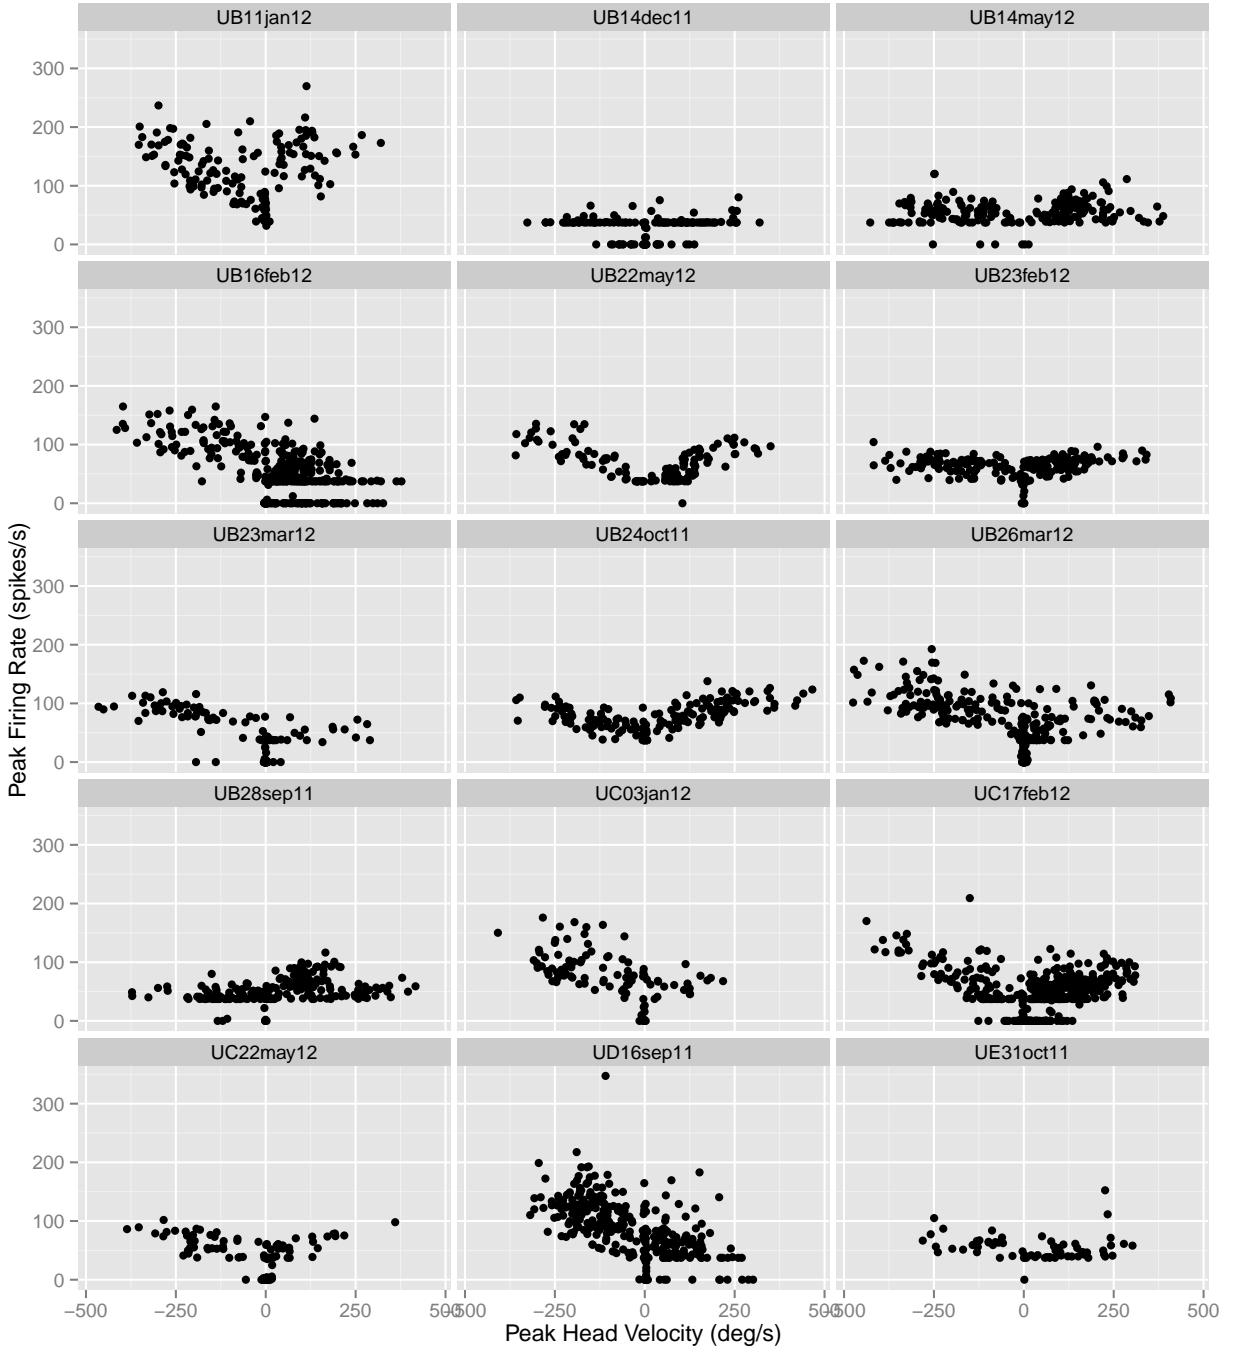 UB11jan12 UB14dec11 UB14may12
300
200
100
0
UB16feb12 UB22may12 UB23feb12
300
200
100
0
UB23mar12 UB24oct11 UB26mar12
300
200
100
0
UB28sep11 UC03jan12 UC17feb12
300
200
100
0
UC22may12 UD16sep11 UE31oct11
300
200
100
0
−500 −250 0 250 500 −500 −250 0 250 500 −500 −250 0 250 500
Peak Head Velocity (deg/s)
Peak Firing Rate (spikes/s)